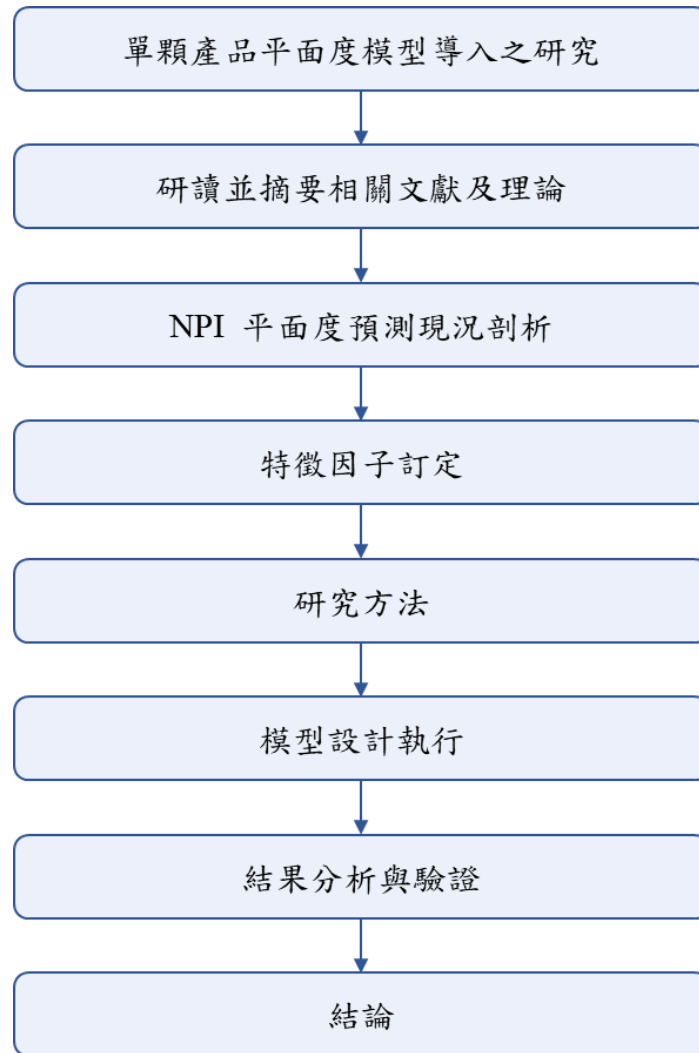 單顆產品平面度模型導入之研究
研讀並摘要相關文獻及理論
NPI 平面度預測現況剖析
特徵因子訂定
研究方法
模型設計執行
結果分析與驗證
結論